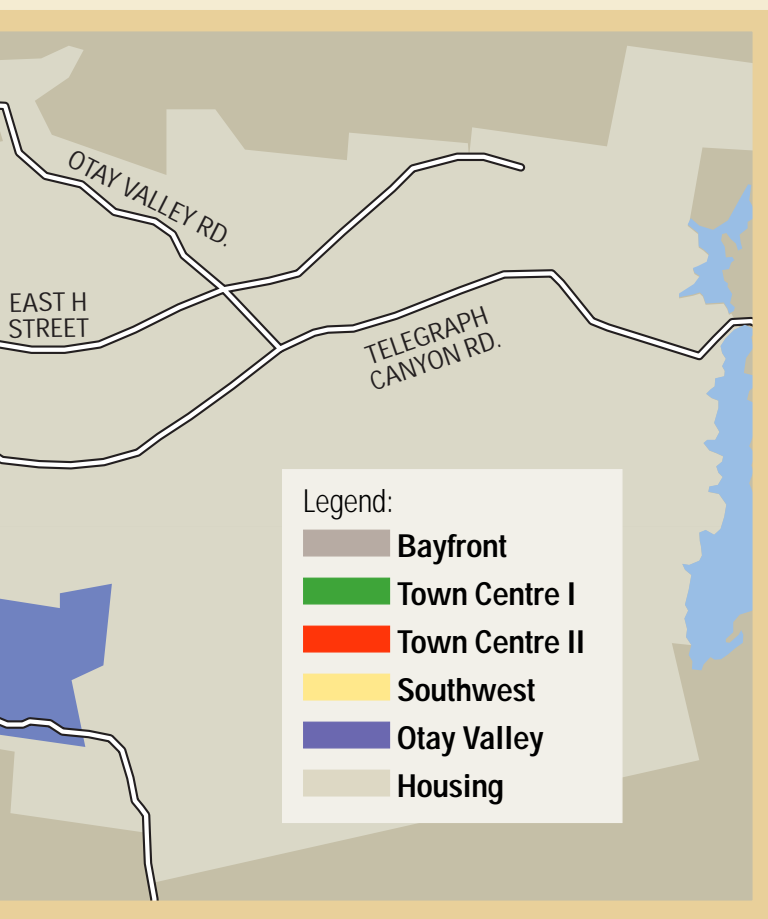 OTAY VALLEY RD.
EAST H
STREET
TELEGRAPH
CANYON RD.
Legend:
Bayfront
Town Centre I
Town Centre II
Southwest
Otay Valley
Housing